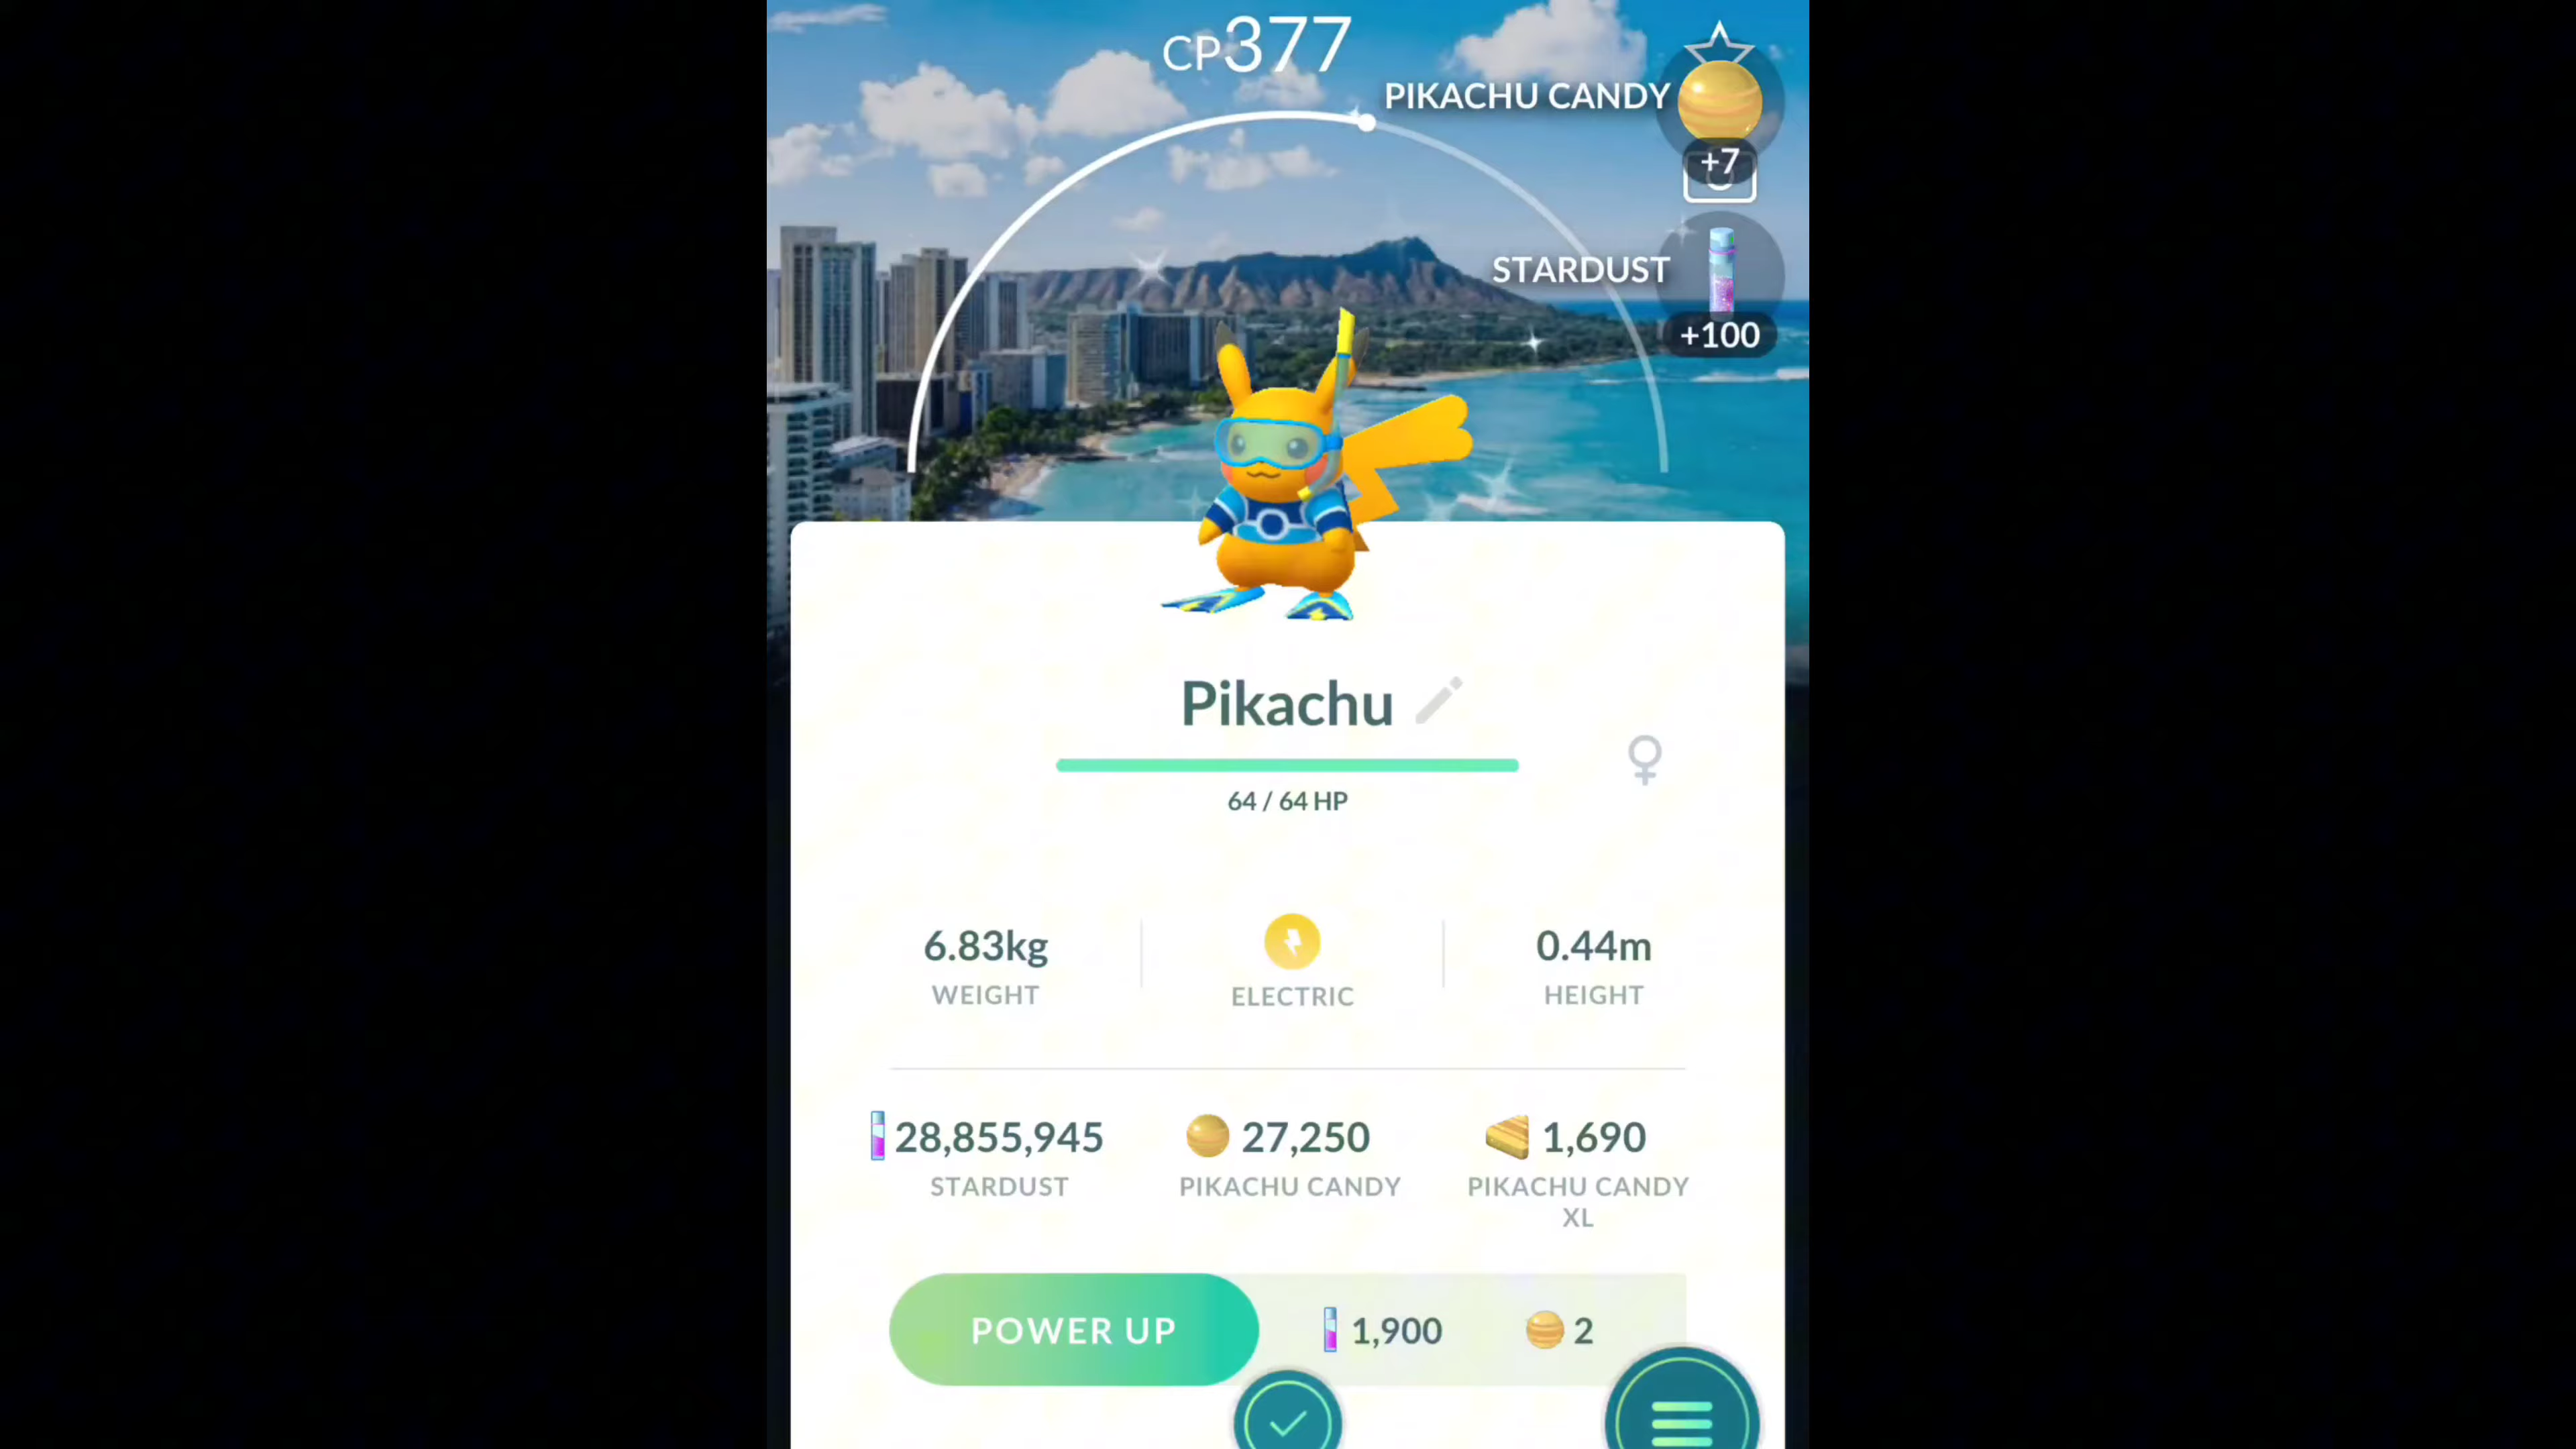 CP377
PIKACHU CANDY
+7
STARDUST
+100
Pikachu
64 / 64 HP
6.83kg
WEIGHT
ELECTRIC
0.44m
HEIGHT
28,855,945
STARDUST
27,250
PIKACHU CANDY
1,690
PIKACHU CANDY
XL
POWER UP
1,900
2